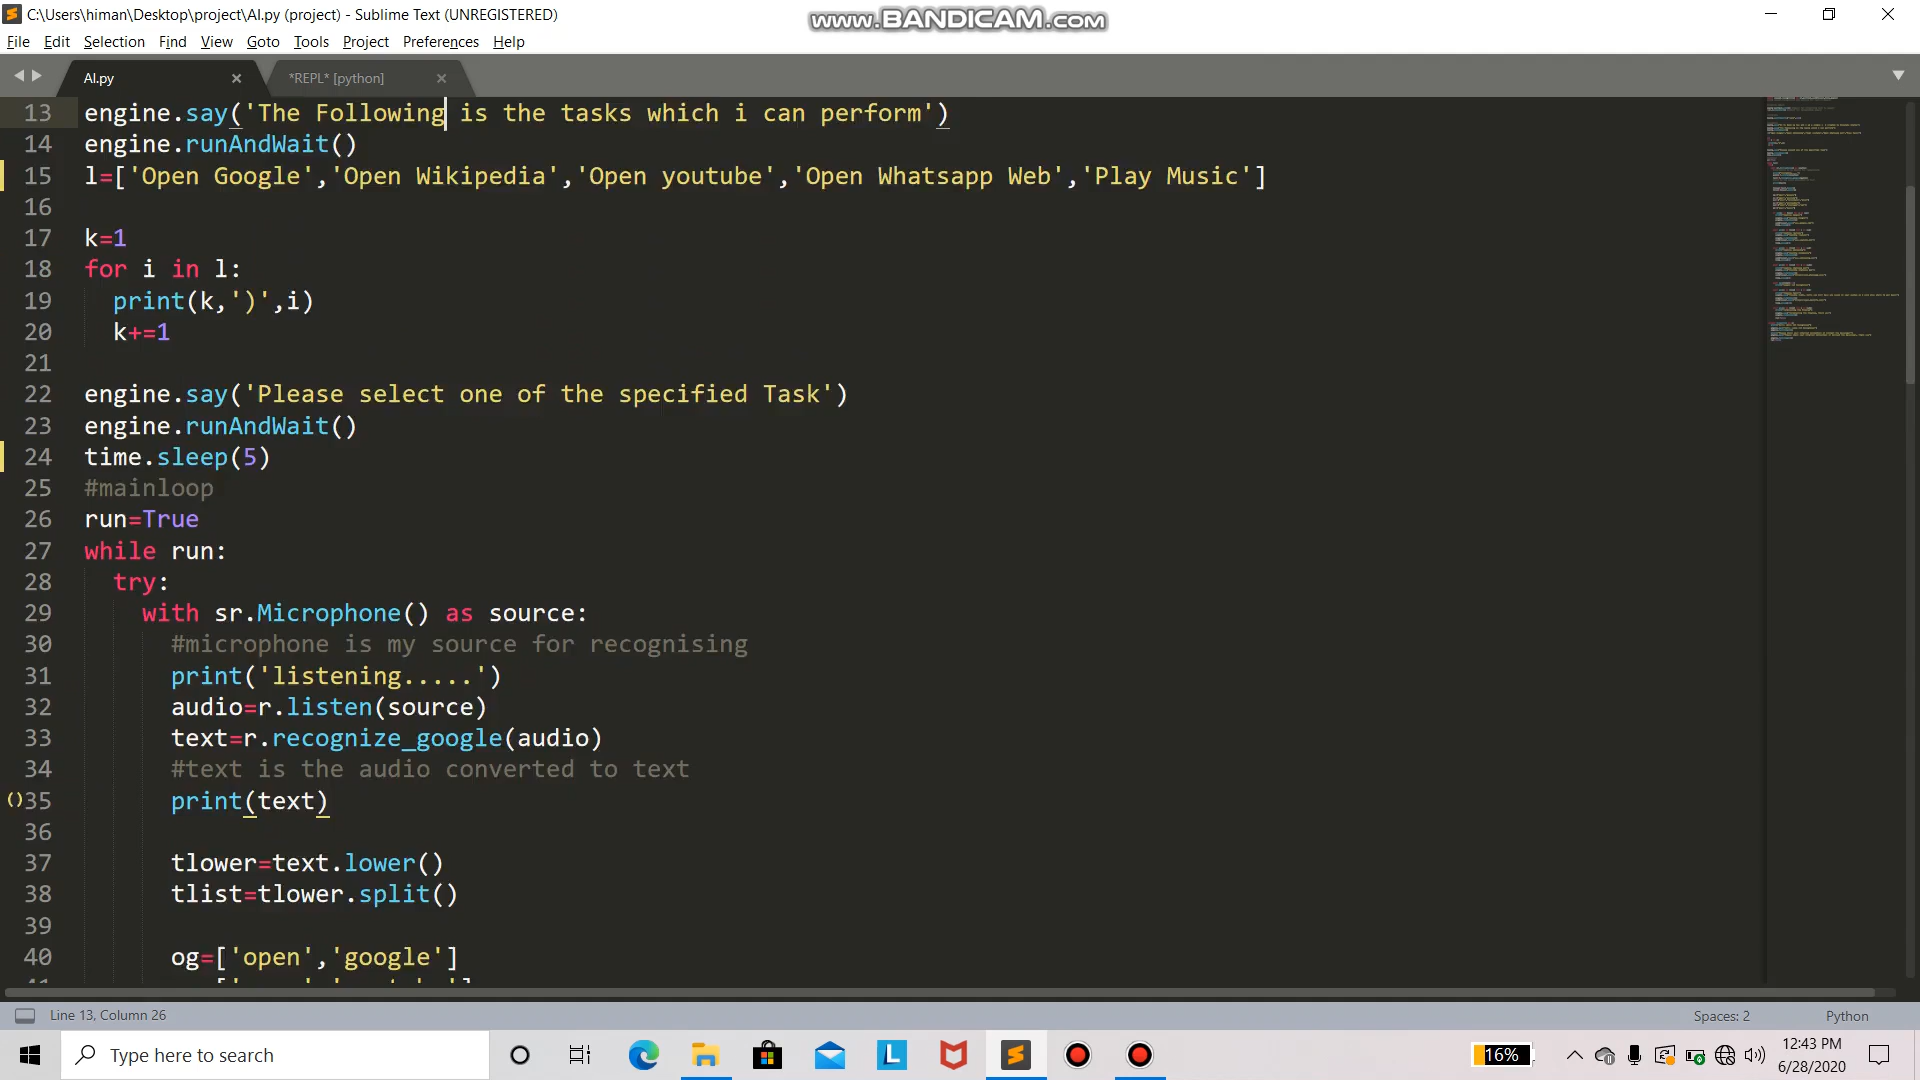 C:\Users\himan\Desktop\project\AI.py (project) - Sublime Text (UNREGISTERED)
www.BANDICAM.com
File Edit Selection Find View Goto Tools Project Preferences Help
AI.py
*REPL* [python]
13 engine.say('The Following is the tasks which i can perform')
14 engine.runAndWait()
15 l=['Open Google','Open Wikipedia','Open youtube','Open Whatsapp Web','Play Music']
16
17 k=1
18 for i in l:
19 print(k,')',i)
20 k+=1
21
22 engine.say('Please select one of the specified Task')
23 engine.runAndWait()
24 time.sleep(5)
25 #mainloop
26 run=True
27 while run:
28 try:
29 with sr.Microphone() as source:
30 #microphone is my source for recognising
31 print('listening.....')
32 audio=r.listen(source)
33 text=r.recognize_google(audio)
34 #text is the audio converted to text
35 print(text)
36
37 tlower=text.lower()
38 tlist=tlower.split()
39
40 og=['open','google']
Line 13, Column 26
Spaces: 2
Python
Type here to search
16%
12:43 PM
6/28/2020